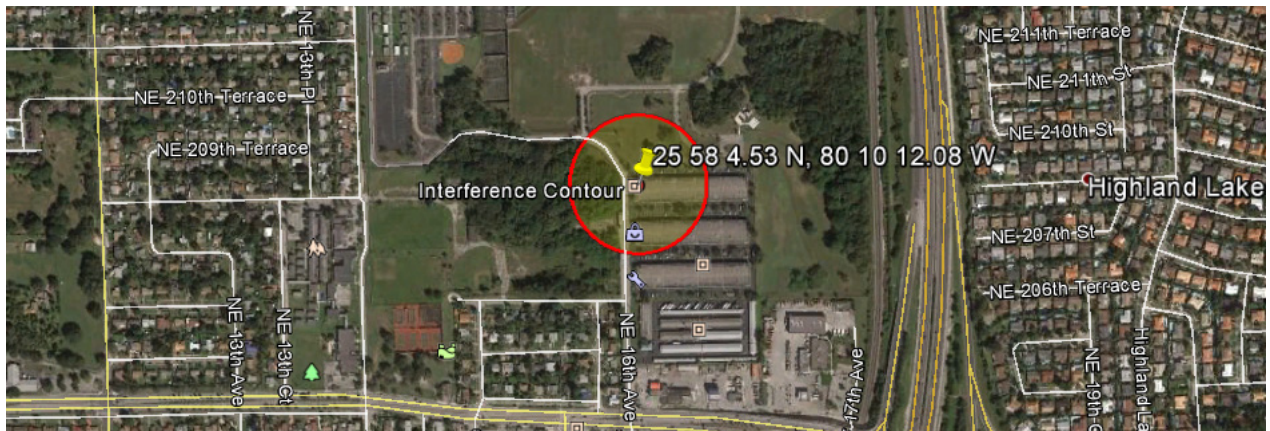 NE 13th Pl
NE 211th Terrace
NE 211th St
NE 210th Terrace
NE 210th St
NE 209th Terrace
25 58 4.53 N, 80 10 12.08 W
Interference Contour
Highland Lake
NE 207th St
NE 206th Terrace
NE 13th Ave
NE 13th Ct
NE 16th Ave
17th Ave
NE 19th
Highland La